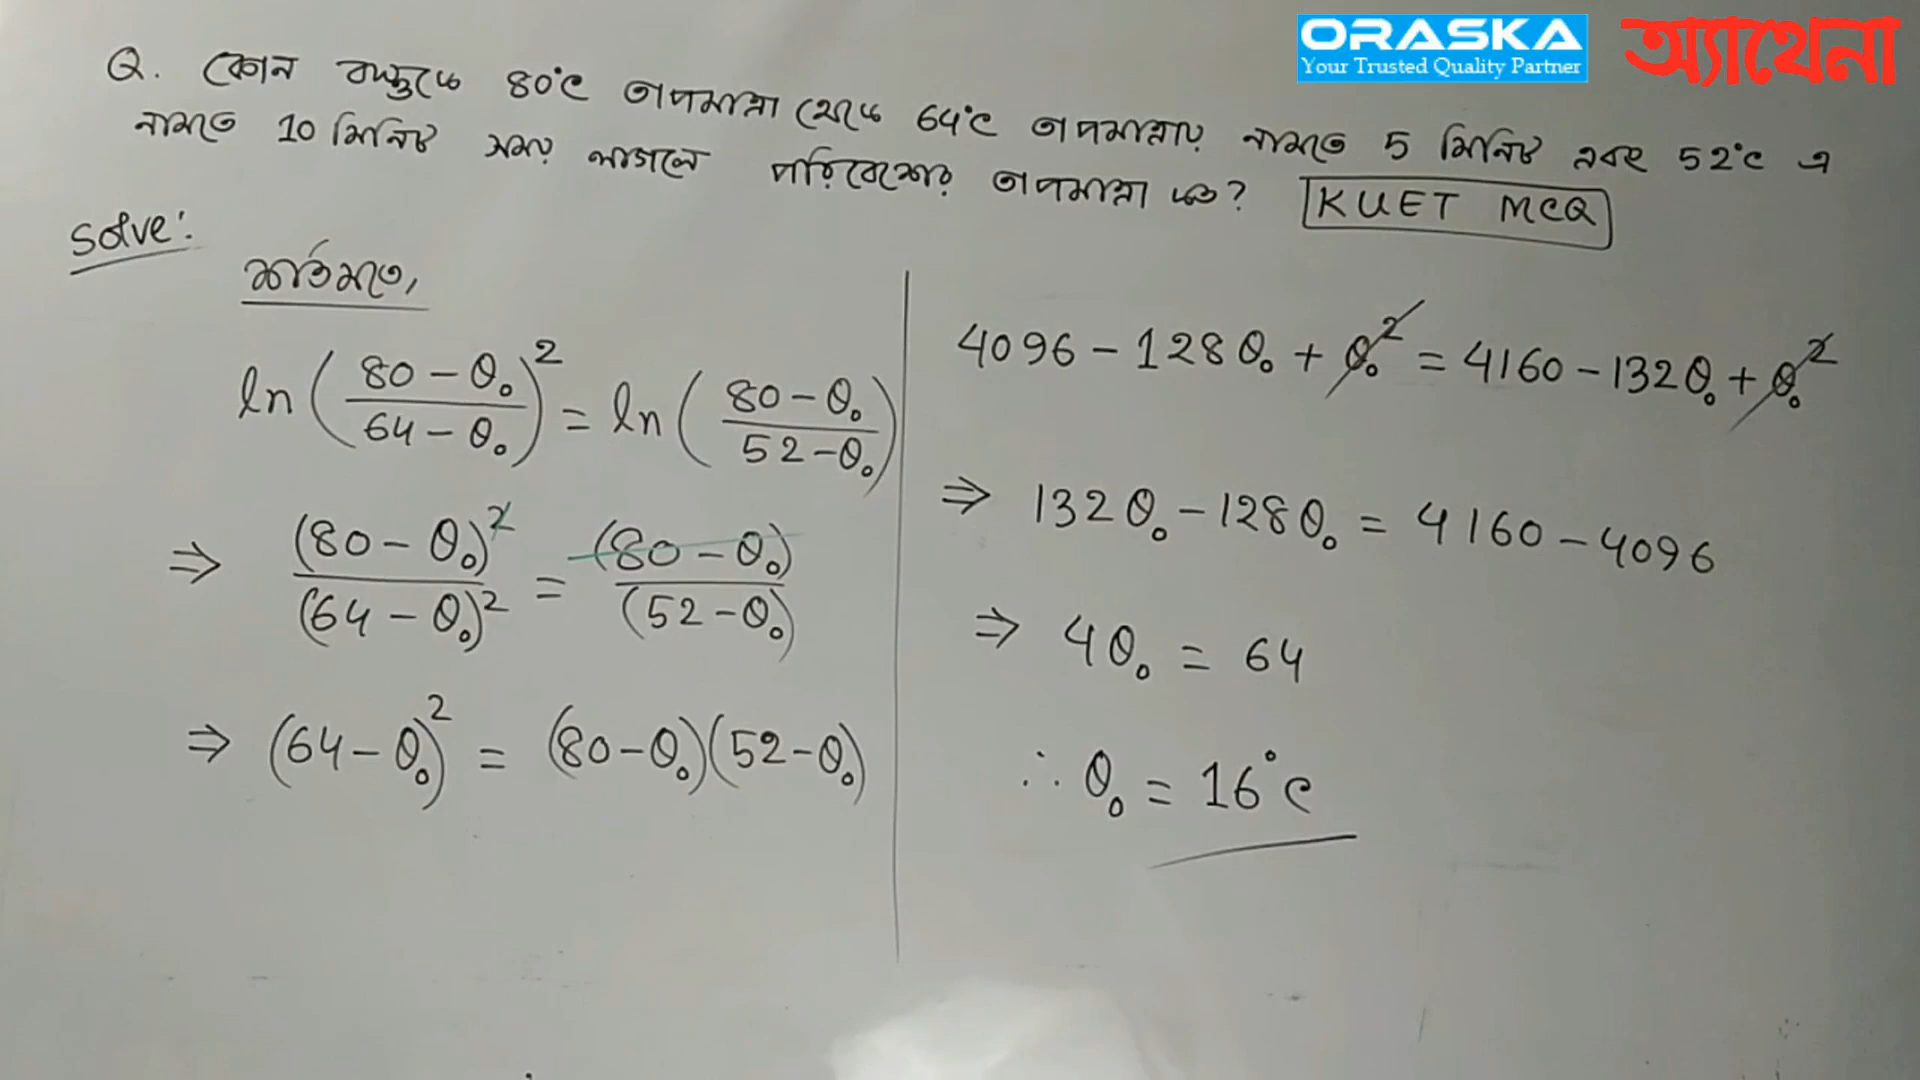 ORASKA
Your Trusted Quality Partner
অ্যাথেনা
Q. কোন বস্তুকে 80°C তাপমাত্রা থেকে 64°C তাপমাত্রায় নামতে 5 মিনিট এবং 52°C এ
নামতে 10 মিনিট সময় লাগলে পরিবেশের তাপমাত্রা কত? KUET MCQ
Solve:
শর্তমতে,
ln((80-θ₀)/(64-θ₀))² = ln((80-θ₀)/(52-θ₀))
⇒ (80-θ₀)²/(64-θ₀)² = (80-θ₀)/(52-θ₀)
⇒ (64-θ₀)² = (80-θ₀)(52-θ₀)
4096-128θ₀+θ₀² = 4160-132θ₀+θ₀²
⇒ 132θ₀-128θ₀ = 4160-4096
⇒ 4θ₀ = 64
∴ θ₀ = 16°C